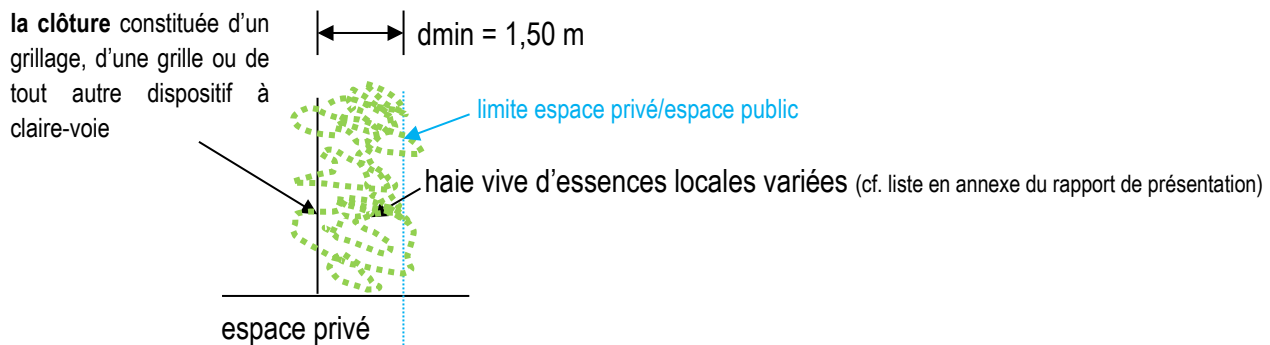 la clôture constituée d’un
grillage, d’une grille ou de
tout autre dispositif à
claire-voie
dmin = 1,50 m
limite espace privé/espace public
haie vive d’essences locales variées (cf. liste en annexe du rapport de présentation)
espace privé